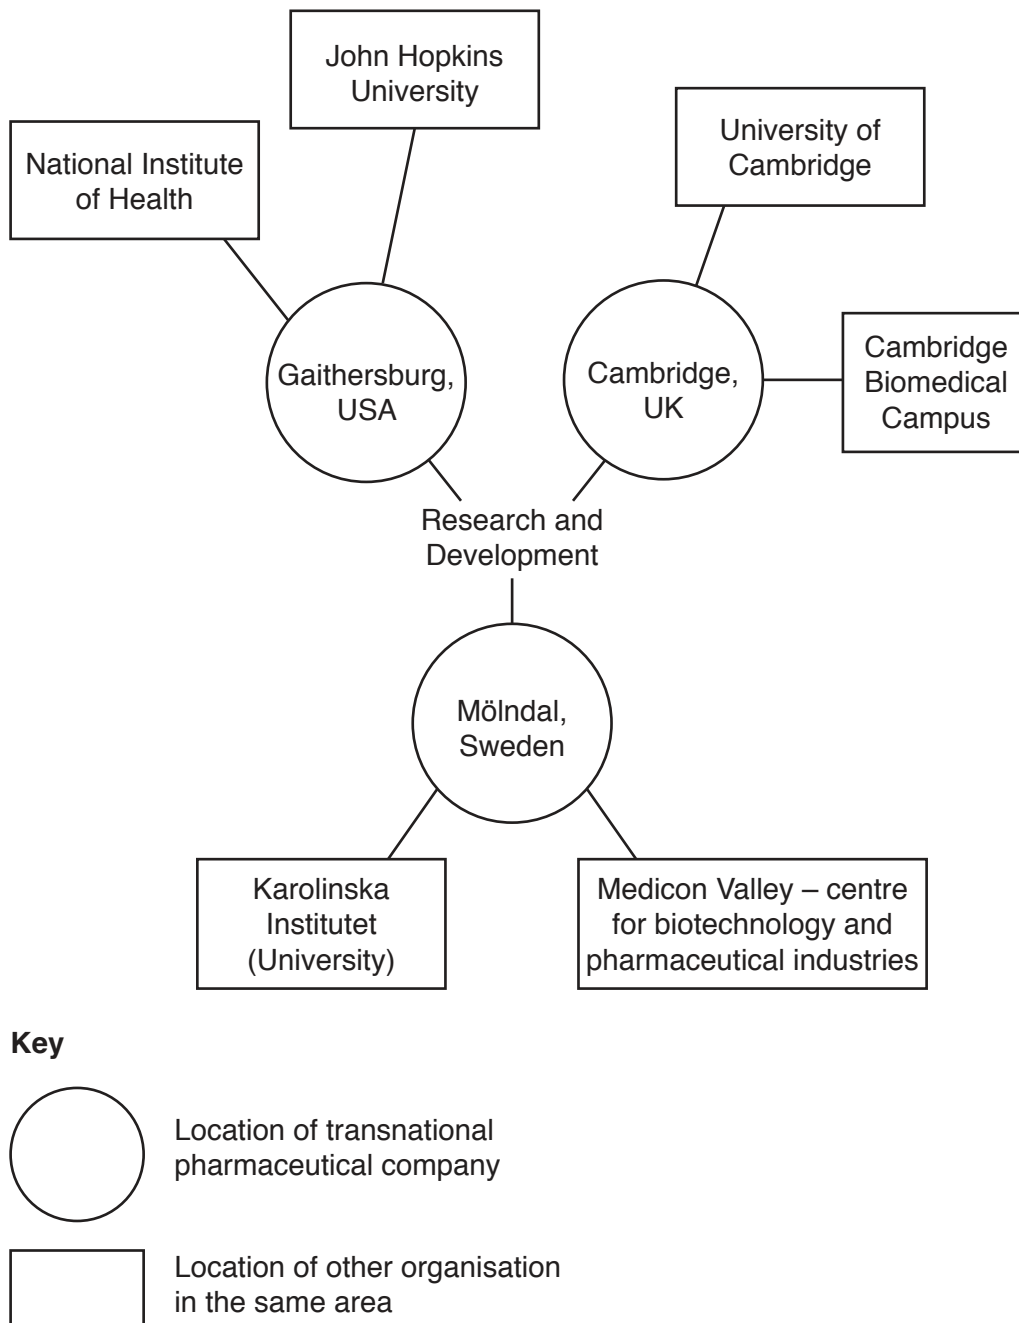 John Hopkins
University
National Institute
of Health
University of
Cambridge
Gaithersburg,
USA
Cambridge,
UK
Cambridge
Biomedical
Campus
Research and
Development
Mölndal,
Sweden
Karolinska
Institutet
(University)
Medicon Valley – centre
for biotechnology and
pharmaceutical industries
Key
Location of transnational
pharmaceutical company
Location of other organisation
in the same area